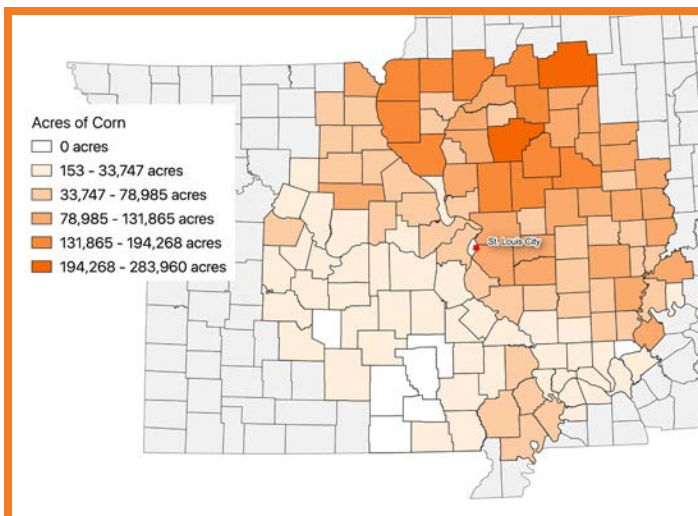 Acres of Corn
0 acres
153 - 33,747 acres
33,747 - 78,985 acres
78,985 - 131,865 acres
131,865 - 194,268 acres
194,268 - 283,960 acres
St. Louis City